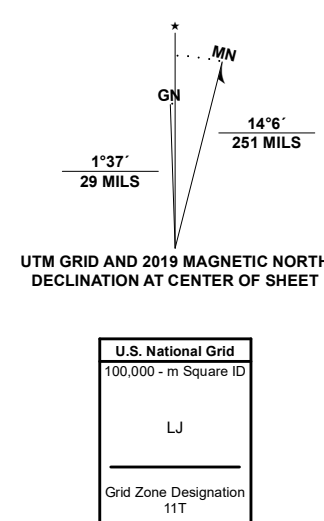 ★
MN
GN
14°6´
251 MILS
1°37´
29 MILS
UTM GRID AND 2019 MAGNETIC NORTH
DECLINATION AT CENTER OF SHEET
U.S. National Grid
100,000 - m Square ID
LJ
Grid Zone Designation
11T